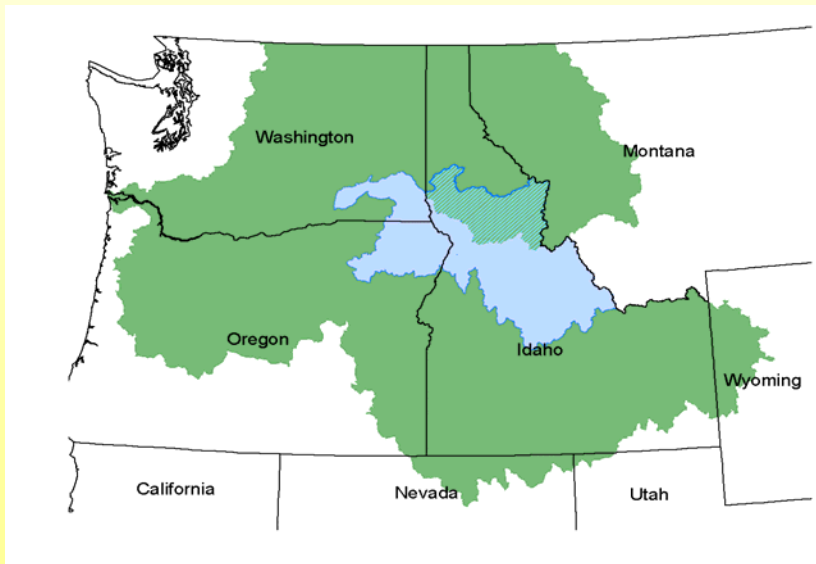 Washington
Montana
Oregon
Idaho
Wyoming
California
Nevada
Utah